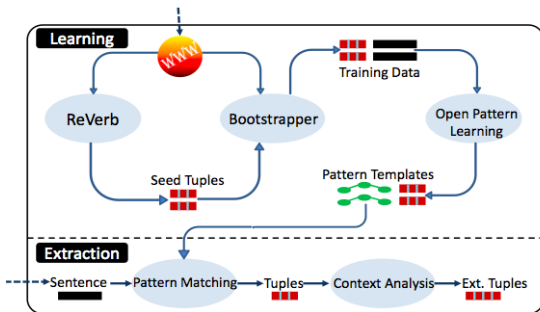 Learning
WWW
Training Data
ReVerb
Bootstrapper
Open Pattern
Learning
Seed Tuples
Pattern Templates
Extraction
Sentence
Pattern Matching
Tuples
Context Analysis
Ext. Tuples